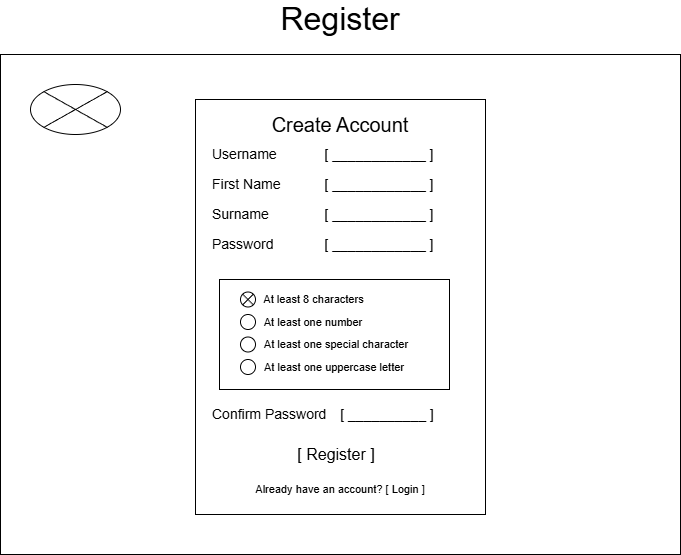 Register
Create Account
Username [ ____________ ]
First Name [ ____________ ]
Surname [ ____________ ]
Password [ ____________ ]
At least 8 characters
At least one number
At least one special character
At least one uppercase letter
Confirm Password [ __________ ]
[ Register ]
Already have an account? [ Login ]